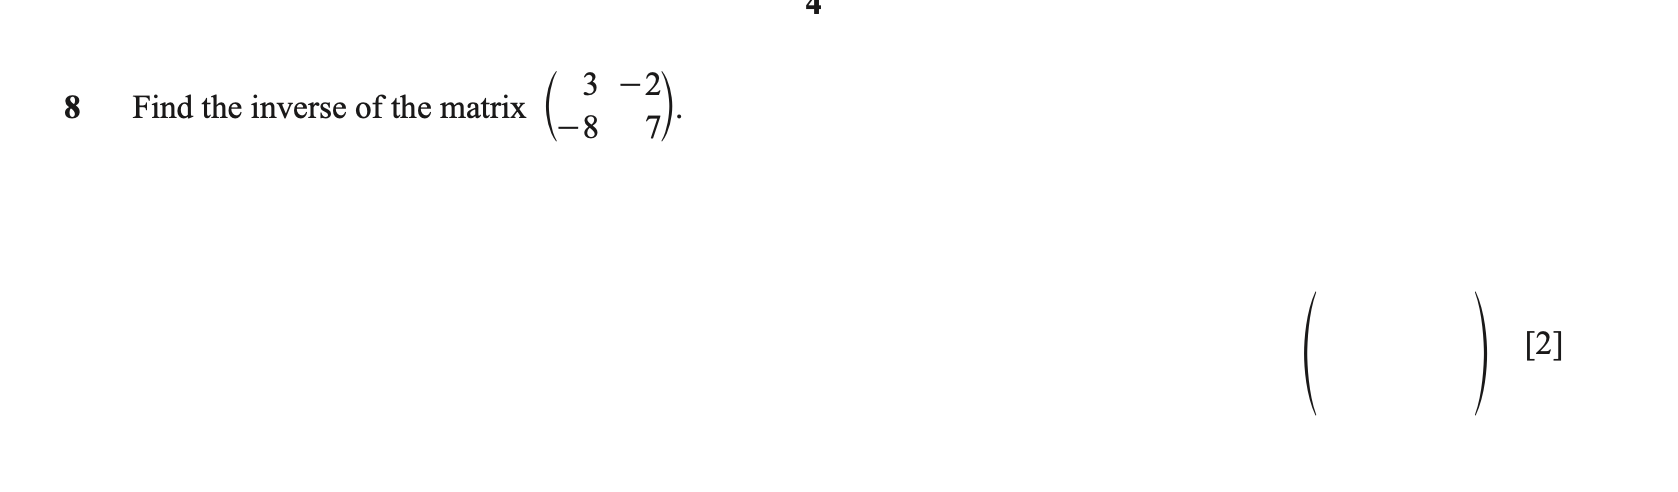 4
8 Find the inverse of the matrix (3 −2
−8 7).
( ) [2]